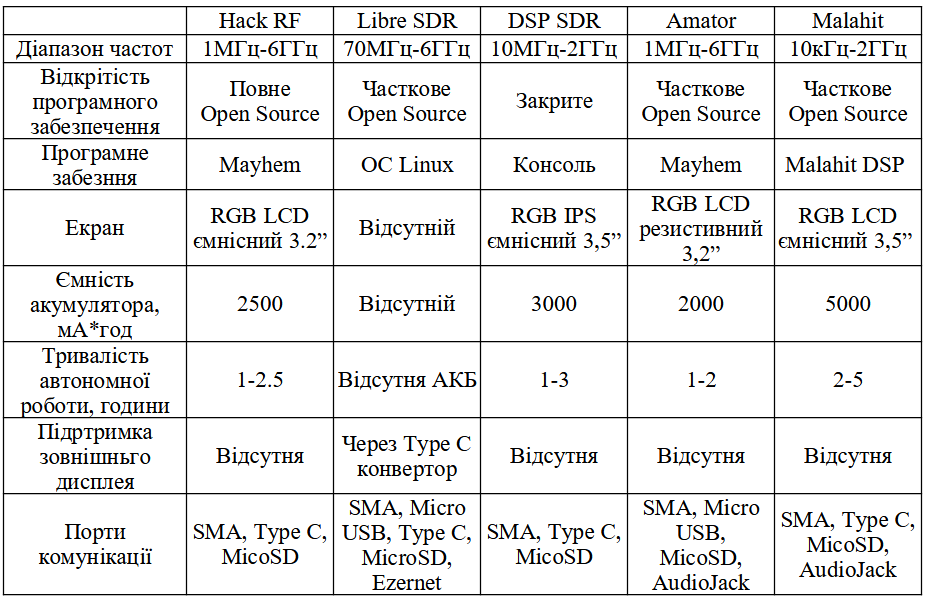 Hack RF Libre SDR DSP SDR Amator Malahit
Діапазон частот 1МГц-6ГГц 70МГц-6ГГц 10МГц-2ГГц 1МГц-6ГГц 10кГц-2ГГц
Відкрітість
програмного
забезпечення
Повне
Open Source
Часткове
Open Source
Закрите
Часткове
Open Source
Часткове
Open Source
Програмне
забезння
Mayhem
ОС Linux
Консоль
Mayhem
Malahit DSP
Екран
RGB LCD
ємнісний 3.2”
Відсутній
RGB IPS
ємнісний 3,5”
RGB LCD
резистивний
3,2”
RGB LCD
ємнісний 3,5”
Ємність
акумулятора,
мА*год
2500
Відсутній
3000
2000
5000
Тривалість
автономної
роботи, години
1-2.5
Відсутня АКБ
1-3
1-2
2-5
Підртримка
зовнішньго
дисплея
Відсутня
Через Type C
конвертор
Відсутня
Відсутня
Відсутня
Порти
комунікації
SMA, Type C,
MicoSD
SMA, Micro
USB, Type C,
MicroSD,
Ezernet
SMA, Type C,
MicoSD
SMA, Micro
USB,
MicoSD,
AudioJack
SMA, Type C,
MicoSD,
AudioJack